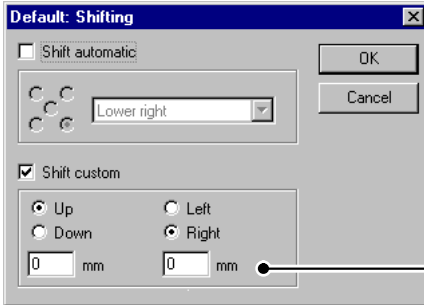 Default: Shifting
Shift automatic
OK
Cancel
Lower right
Shift custom
Up
Left
Down
Right
0 mm
0 mm